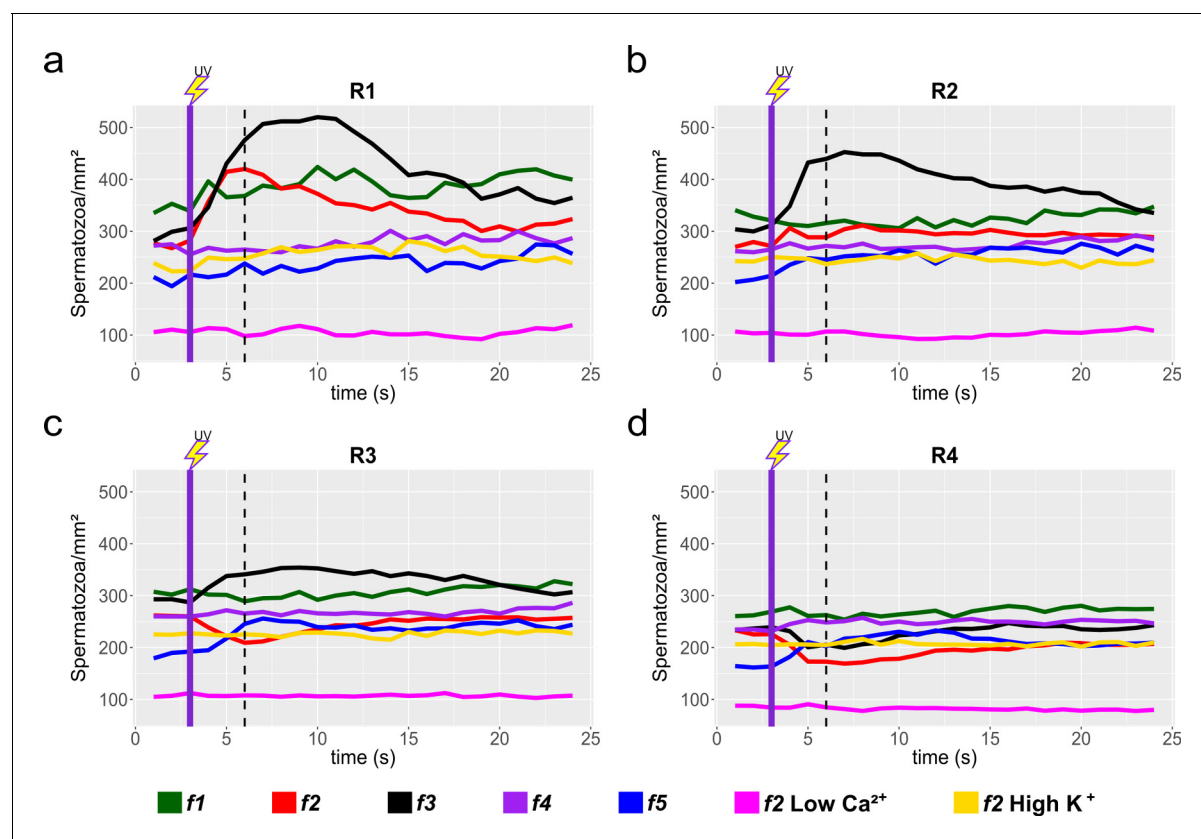 a
UV
R1
Spermatozoa/mm²
500
400
300
200
100
0
5
10
15
20
25
time (s)
b
UV
R2
Spermatozoa/mm²
500
400
300
200
100
0
5
10
15
20
25
time (s)
c
UV
R3
Spermatozoa/mm²
500
400
300
200
100
0
5
10
15
20
25
time (s)
d
UV
R4
Spermatozoa/mm²
500
400
300
200
100
0
5
10
15
20
25
time (s)
f1 f2 f3 f4 f5 f2 Low Ca²⁺ f2 High K⁺